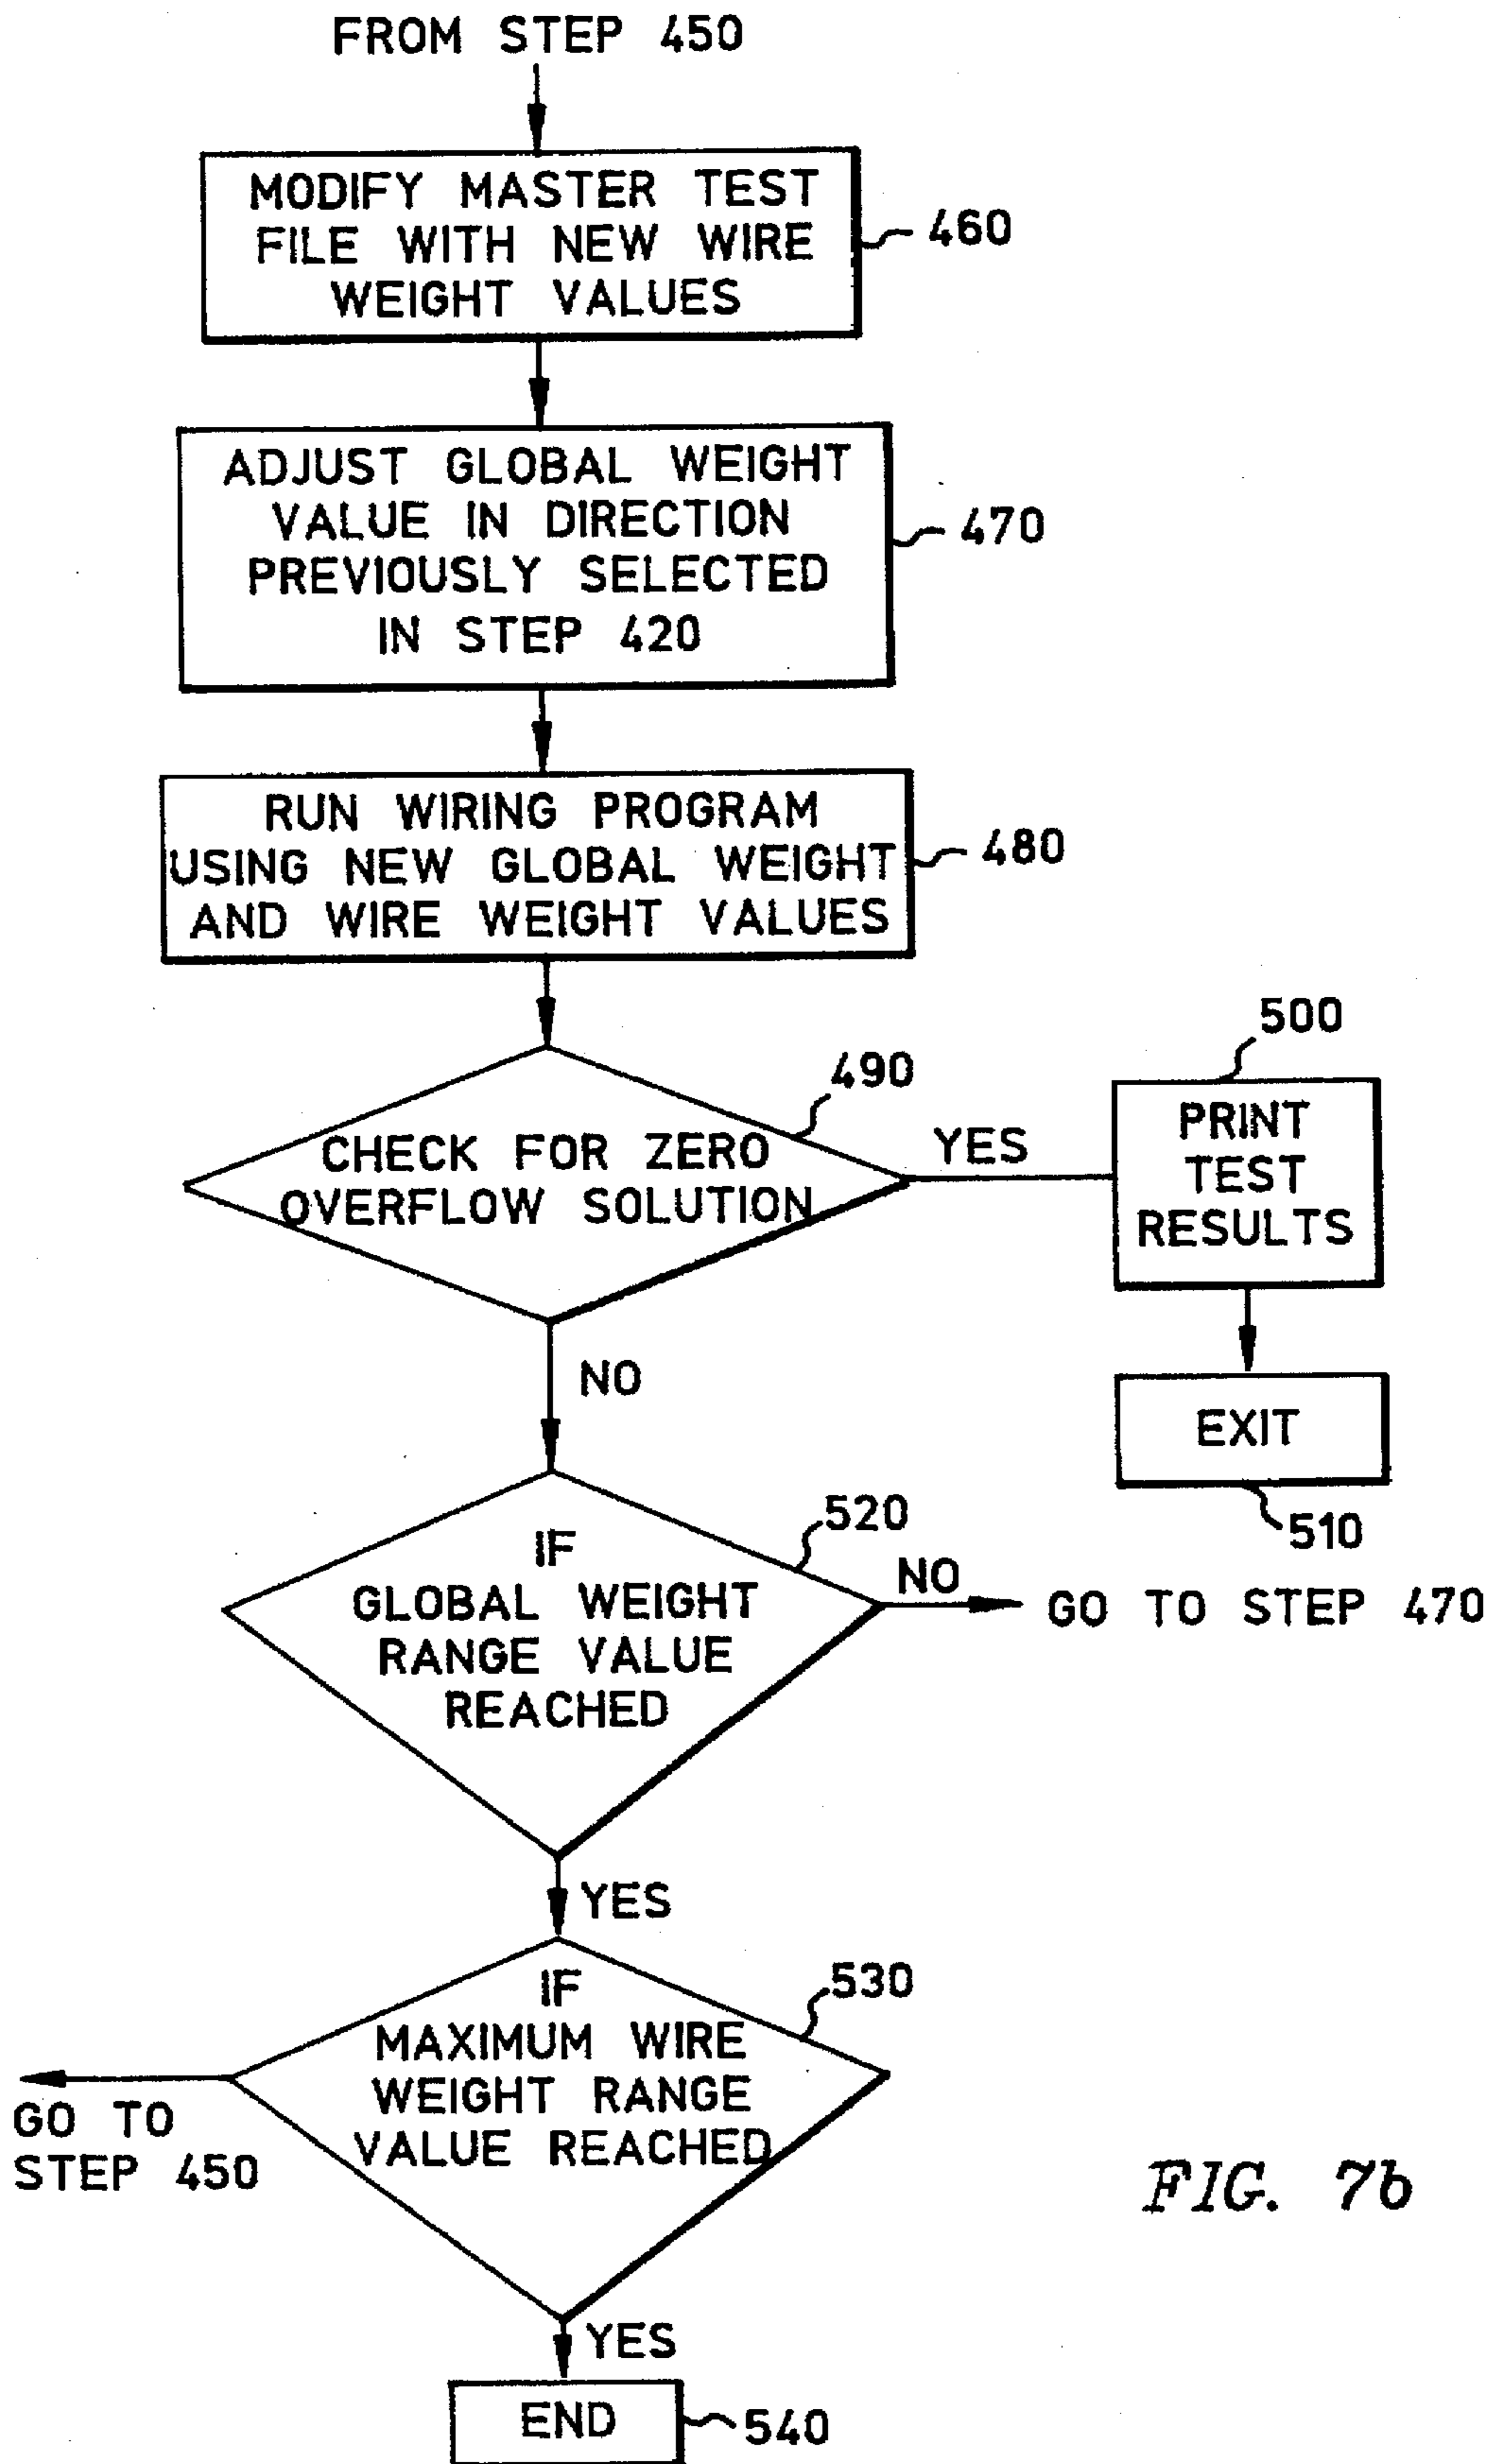 FROM STEP 450
MODIFY MASTER TEST
FILE WITH NEW WIRE
WEIGHT VALUES
460
ADJUST GLOBAL WEIGHT
VALUE IN DIRECTION
PREVIOUSLY SELECTED
IN STEP 420
470
RUN WIRING PROGRAM
USING NEW GLOBAL WEIGHT
AND WIRE WEIGHT VALUES
480
490
CHECK FOR ZERO
OVERFLOW SOLUTION
YES
500
PRINT
TEST
RESULTS
EXIT
510
NO
520
IF
GLOBAL WEIGHT
RANGE VALUE
REACHED
NO
GO TO STEP 470
YES
530
IF
MAXIMUM WIRE
WEIGHT RANGE
VALUE REACHED
GO TO
STEP 450
YES
END
540
FIG. 7b